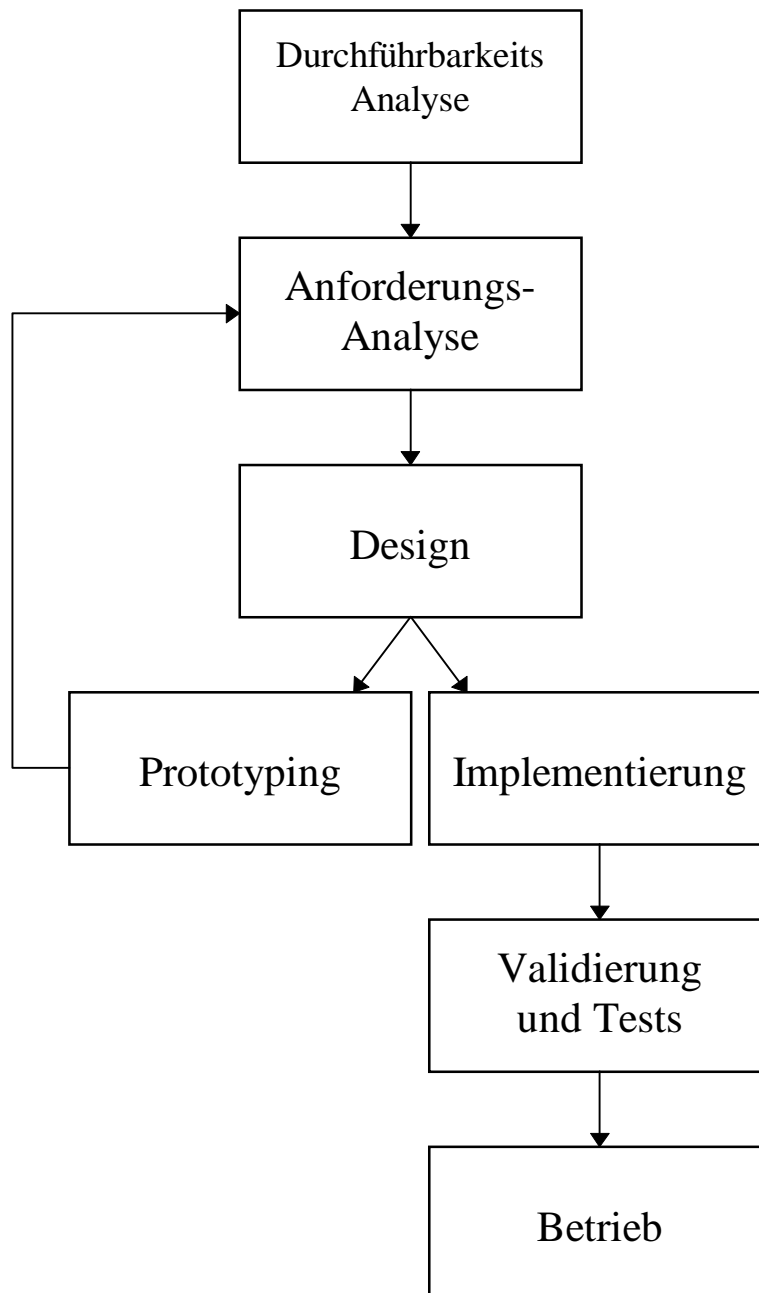 Durchführbarkeits
Analyse
Anforderungs-
Analyse
Design
Prototyping
Implementierung
Validierung
und Tests
Betrieb